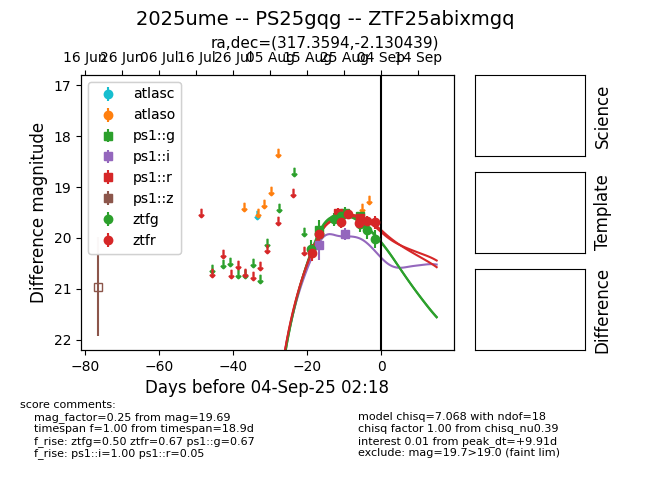 2025ume -- PS25gqg -- ZTF25abixmgq
ra,dec=(317.3594,-2.130439)
16 Jun 26 Jun 06 Jul 16 Jul 26 Jul 05 Aug 15 Aug 25 Aug 04 Sep 14 Sep
17
18
19
20
21
22
Difference magnitude
atlasc
atlaso
ps1::g
ps1::i
ps1::r
ps1::z
ztfg
ztfr
−80 −60 −40 −20 0
Days before 04-Sep-25 02:18
Science
Template
Difference
score comments:
mag_factor=0.25 from mag=19.69
timespan f=1.00 from timespan=18.9d
f_rise: ztfg=0.50 ztfr=0.67 ps1::g=0.67
f_rise: ps1::i=1.00 ps1::r=0.05
model chisq=7.068 with ndof=18
chisq factor 1.00 from chisq_nu0.39
interest 0.01 from peak_dt=+9.91d
exclude: mag=19.7>19.0 (faint lim)